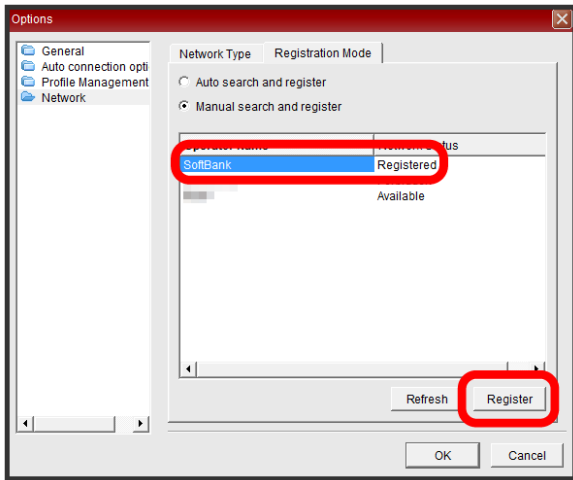 Options
General
Auto connection opti
Profile Management
Network
Network Type
Registration Mode
Auto search and register
Manual search and register
SoftBank
Registered
Available
Refresh
Register
OK
Cancel